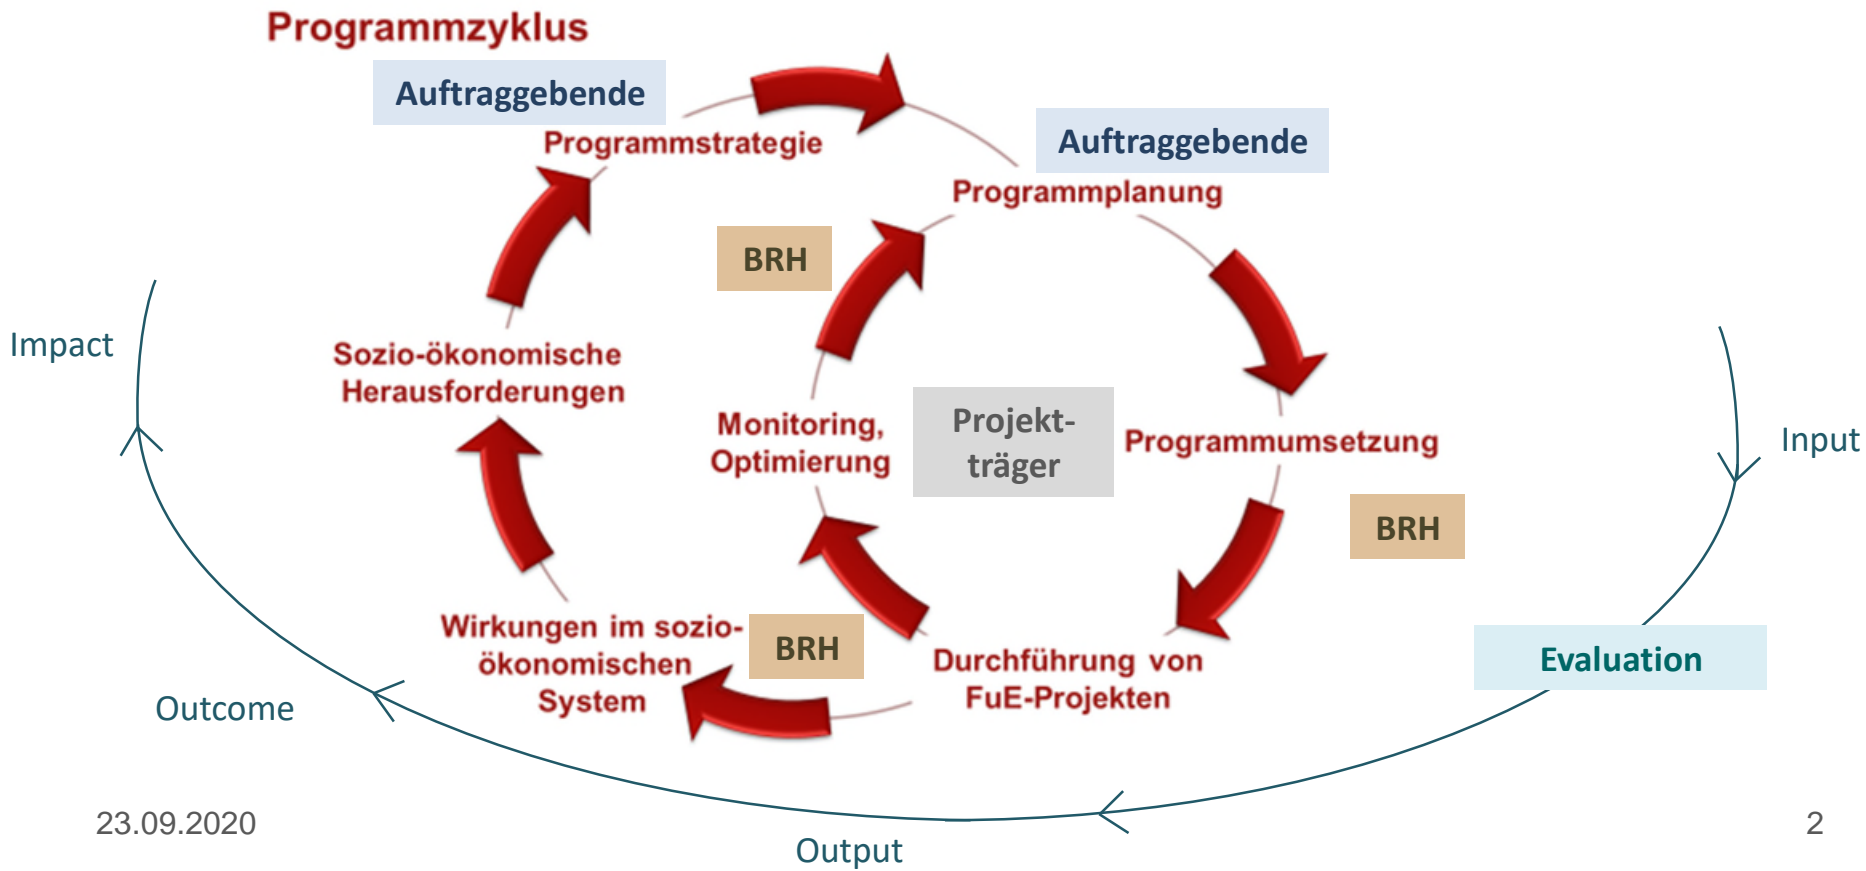 Programmzyklus
Auftraggebende
Programmstrategie
Auftraggebende
Programmplanung
BRH
Impact
Sozio-ökonomische
Herausforderungen
Monitoring,
Optimierung
Projekt-
träger
Programmumsetzung
Input
BRH
Wirkungen im sozio-
ökonomischen
System
BRH
Durchführung von
FuE-Projekten
Evaluation
Outcome
23.09.2020
Output
2